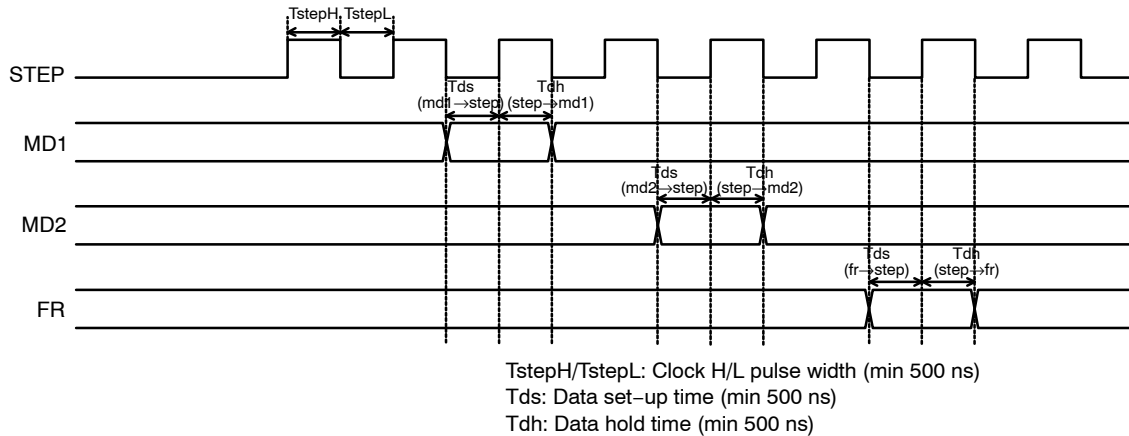 TstepH TstepL
STEP
Tds Tdh
(md1→step) (step→md1)
MD1
Tds Tdh
(md2→step) (step→md2)
MD2
Tds Tdh
(fr→step) (step→fr)
FR
TstepH/TstepL: Clock H/L pulse width (min 500 ns)
Tds: Data set−up time (min 500 ns)
Tdh: Data hold time (min 500 ns)